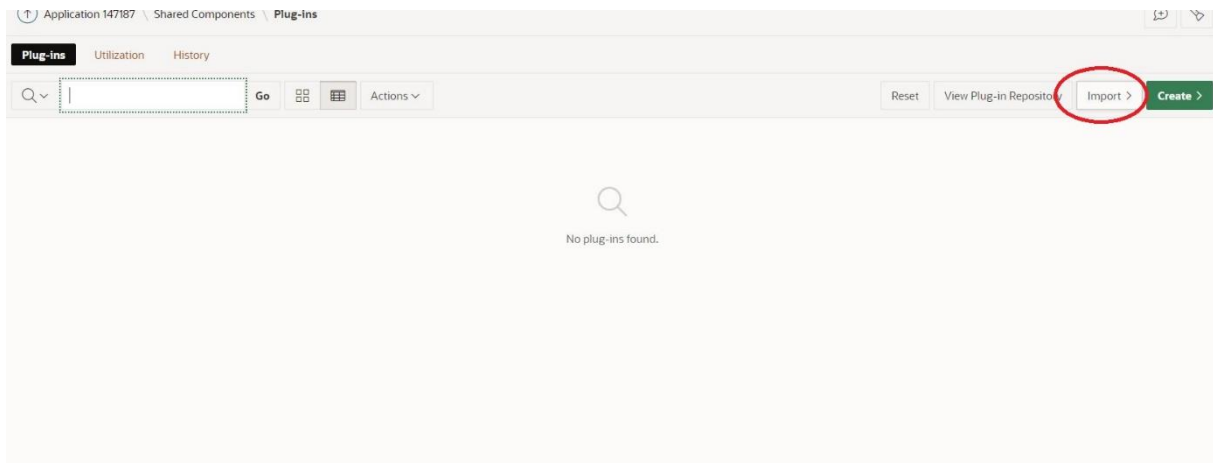 Application 147187 \ Shared Components \ Plug-ins
Plug-ins Utilization History
Go Actions Reset View Plug-in Repository Import > Create >
No plug-ins found.